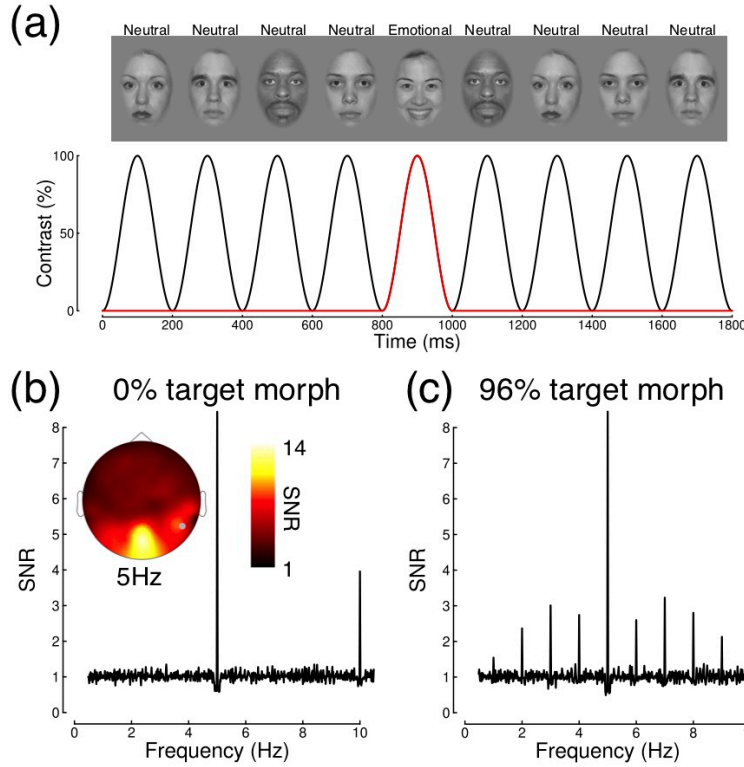 (a)
Neutral Neutral Neutral Neutral Emotional Neutral Neutral Neutral Neutral
100
50
0
Contrast (%)
0 200 400 600 800 1000 1200 1400 1600 1800
Time (ms)
(b) 0% target morph
8
7
6
5
4
3
2
1
0
SNR
14
SNR
1
5Hz
0 2 4 6 8 10
Frequency (Hz)
(c) 96% target morph
8
7
6
5
4
3
2
1
0
SNR
0 2 4 6 8
Frequency (Hz)